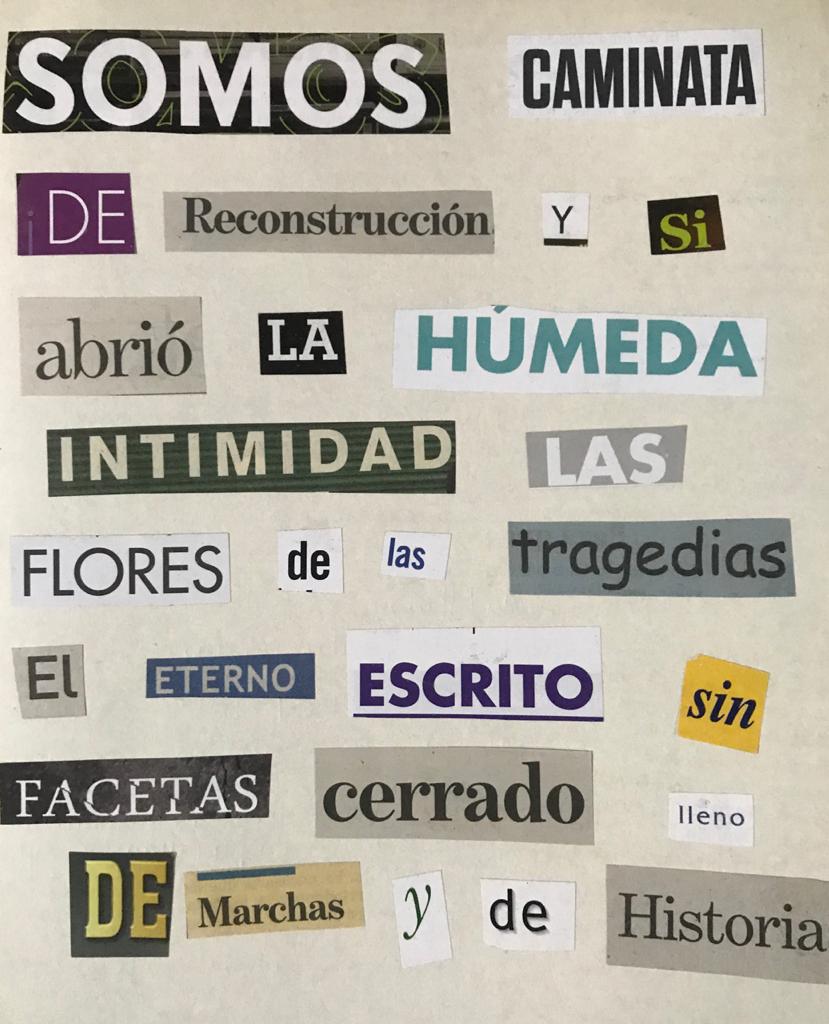 SOMOS CAMINATA
DE Reconstrucción Y Si
abrió LA HÚMEDA
INTIMIDAD LAS
FLORES de las tragedias
El ETERNO ESCRITO sin
FACETAS cerrado lleno
DE Marchas y de Historia